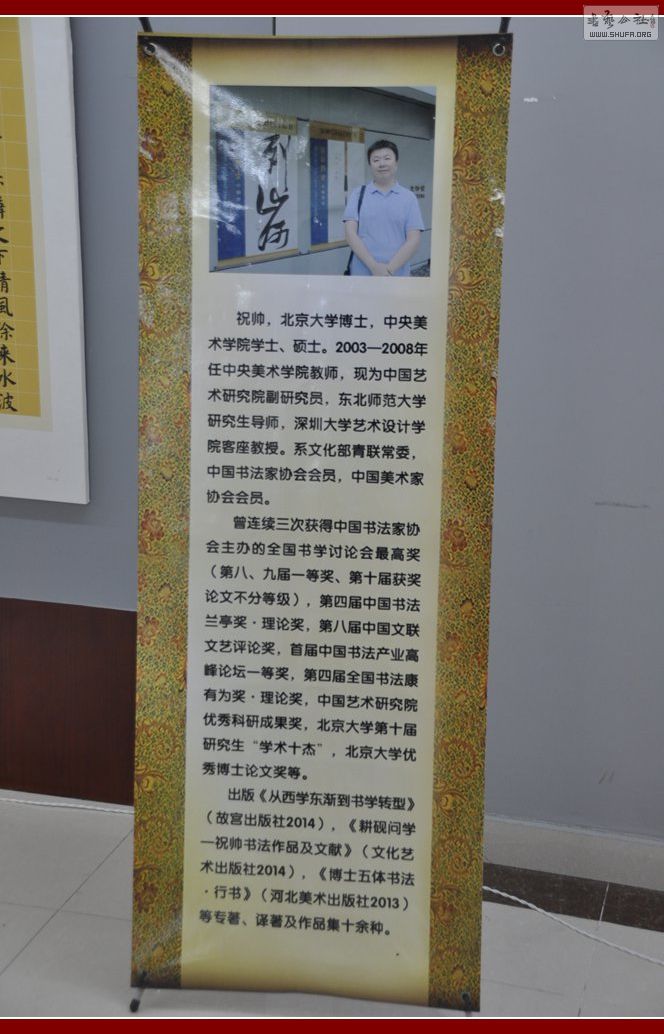 书艺公社
WWW.SHUFA.ORG
祝帅，北京大学博士，中央美
术学院学士、硕士。2003—2008年
任中央美术学院教师，现为中国艺
术研究院副研究员，东北师范大学
研究生导师，深圳大学艺术设计学
院客座教授。系文化部青联常委，
中国书法家协会会员，中国美术家
协会会员。
曾连续三次获得中国书法家协
会主办的全国书学讨论会最高奖
（第八、九届一等奖、第十届获奖
论文不分等级），第四届中国书法
兰亭奖·理论奖，第八届中国文联
文艺评论奖，首届中国书法产业高
峰论坛一等奖，第四届全国书法康
有为奖·理论奖，中国艺术研究院
优秀科研成果奖，北京大学第十届
研究生“学术十杰”，北京大学优
秀博士论文奖等。
出版《从西学东渐到书学转型》
（故宫出版社2014），《耕砚问学
—祝帅书法作品及文献》（文化艺
术出版社2014），《博士五体书法
·行书》（河北美术出版社2013）
等专著、译著及作品集十余种。
之下清風徐来水波